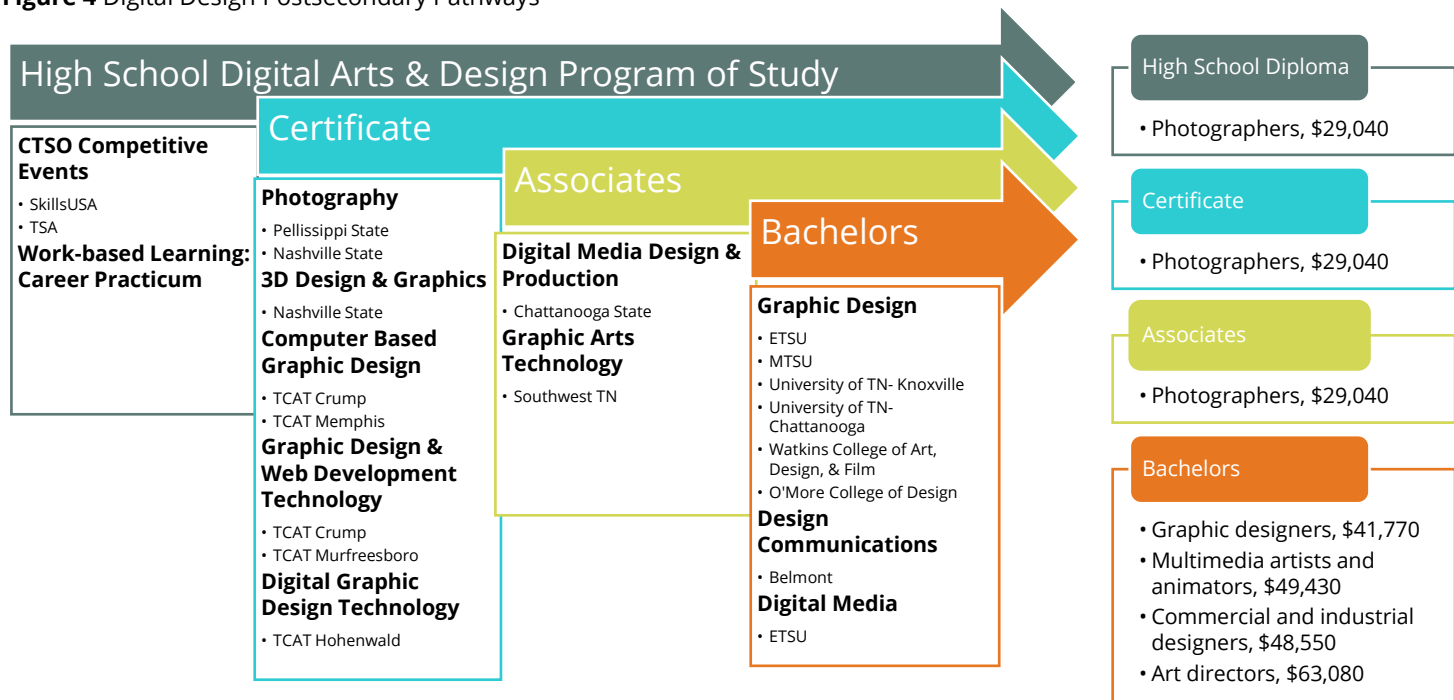 Figure 4 Digital Design Postsecondary Pathways
High School Digital Arts & Design Program of Study
CTSO Competitive
Events
• SkillsUSA
• TSA
Work-based Learning:
Career Practicum
Certificate
Photography
• Pellissippi State
• Nashville State
3D Design & Graphics
• Nashville State
Computer Based
Graphic Design
• TCAT Crump
• TCAT Memphis
Graphic Design &
Web Development
Technology
• TCAT Crump
• TCAT Murfreesboro
Digital Graphic
Design Technology
• TCAT Hohenwald
Associates
Digital Media Design &
Production
• Chattanooga State
Graphic Arts
Technology
• Southwest TN
Bachelors
Graphic Design
• ETSU
• MTSU
• University of TN- Knoxville
• University of TN-
Chattanooga
• Watkins College of Art,
Design, & Film
• O'More College of Design
Design
Communications
• Belmont
Digital Media
• ETSU
High School Diploma
• Photographers, $29,040
Certificate
• Photographers, $29,040
Associates
• Photographers, $29,040
Bachelors
• Graphic designers, $41,770
• Multimedia artists and
animators, $49,430
• Commercial and industrial
designers, $48,550
• Art directors, $63,080